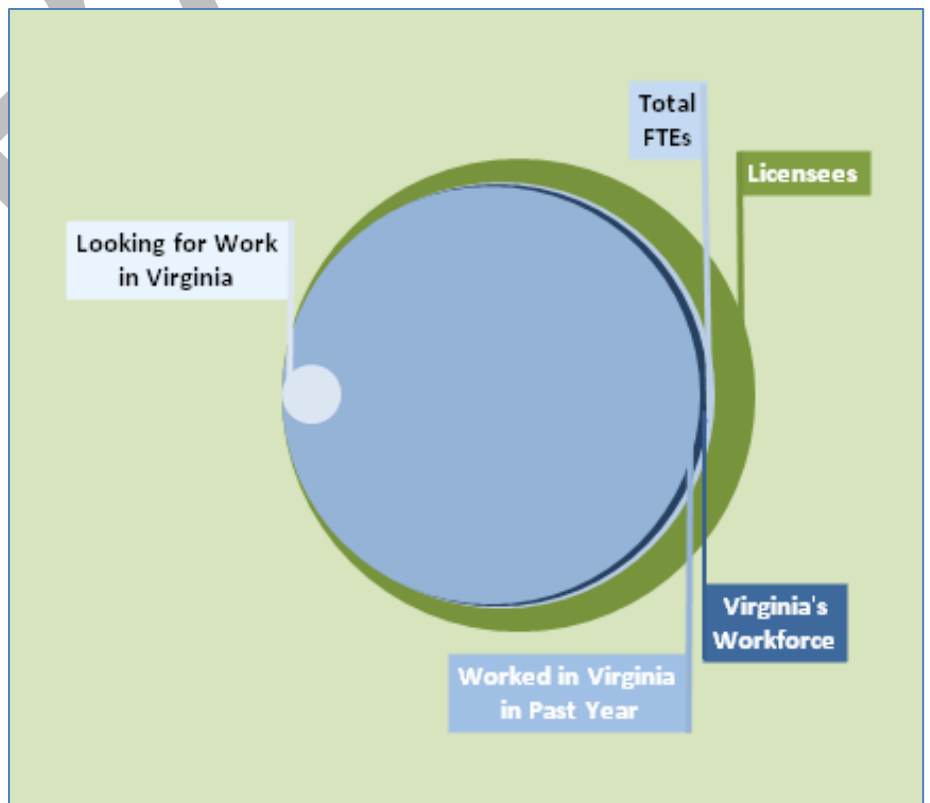 Total
FTEs
Licensees
Looking for Work
in Virginia
Virginia's
Workforce
Worked in Virginia
in Past Year